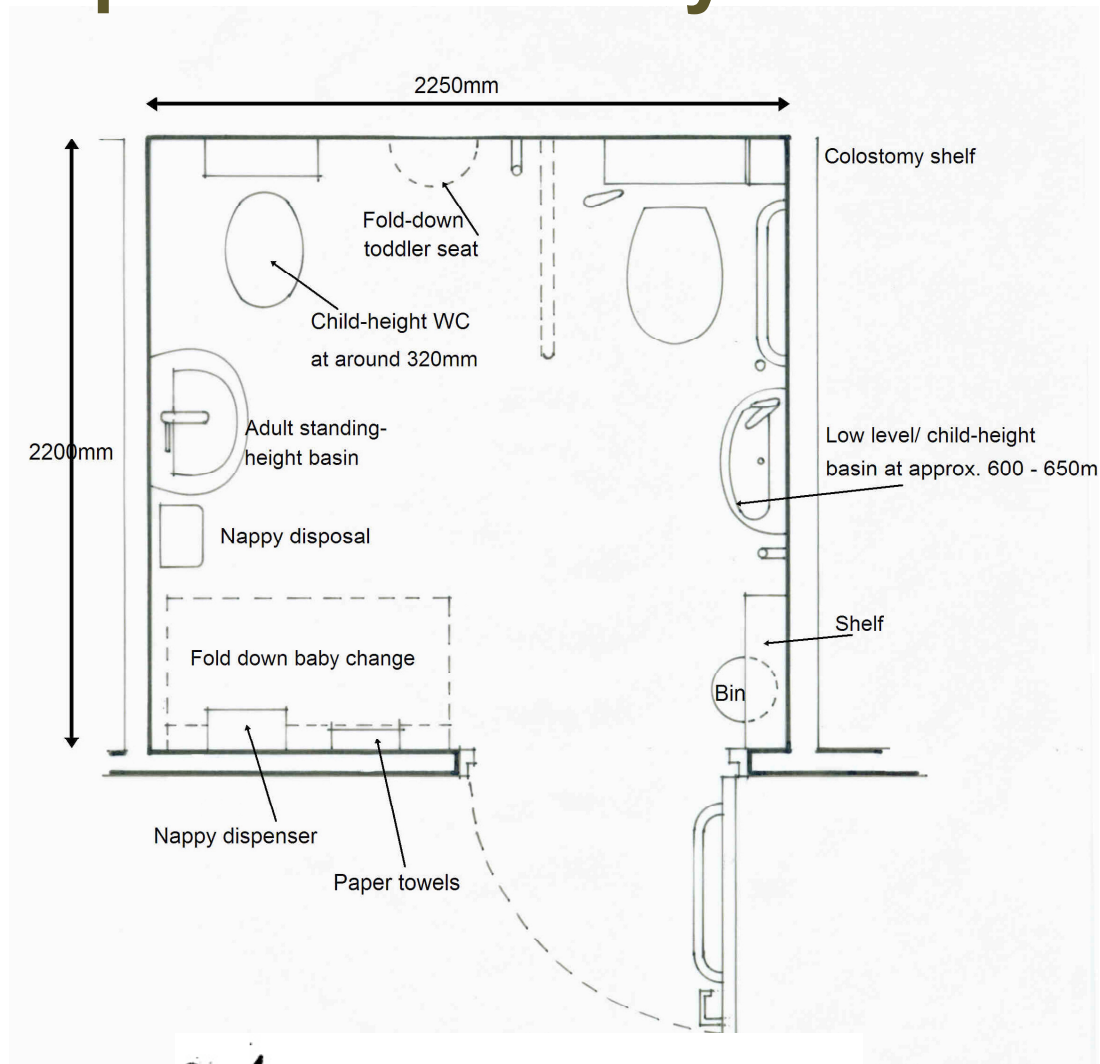 2250mm
Colostomy shelf
Fold-down
toddler seat
Child-height WC
at around 320mm
2200mm
Adult standing-
height basin
Low level/ child-height
basin at approx. 600 - 650m
Nappy disposal
Shelf
Fold down baby change
Bin
Nappy dispenser
Paper towels